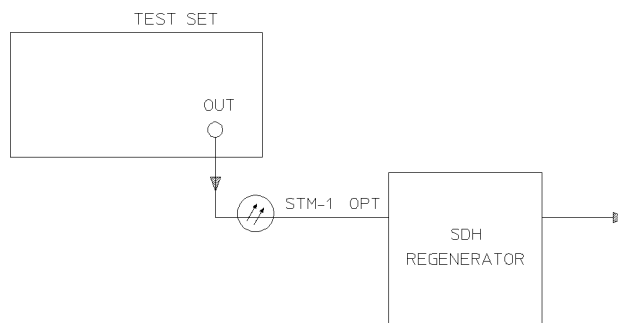 TEST SET
OUT
STM-1 OPT
SDH
REGENERATOR